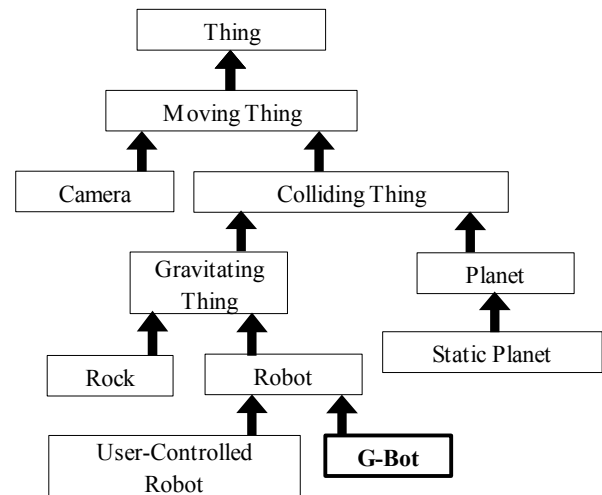 Thing
Moving Thing
Camera
Colliding Thing
Gravitating
Thing
Planet
Rock
Robot
Static Planet
User-Controlled
Robot
G-Bot